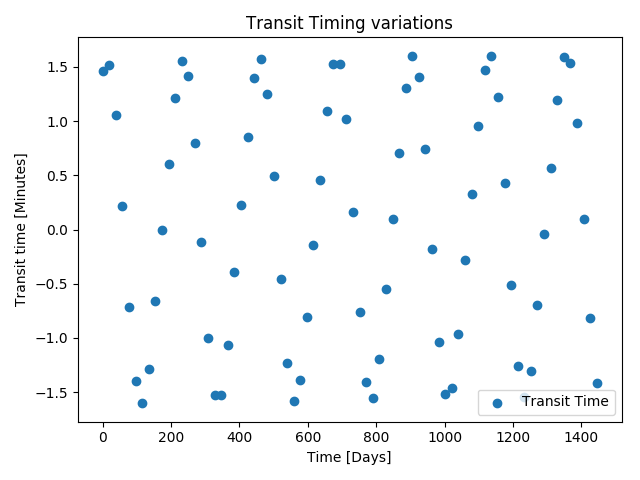 Transit Timing variations
Transit time [Minutes]
1.5
1.0
0.5
0.0
−0.5
−1.0
−1.5
Transit Time
0 200 400 600 800 1000 1200 1400
Time [Days]